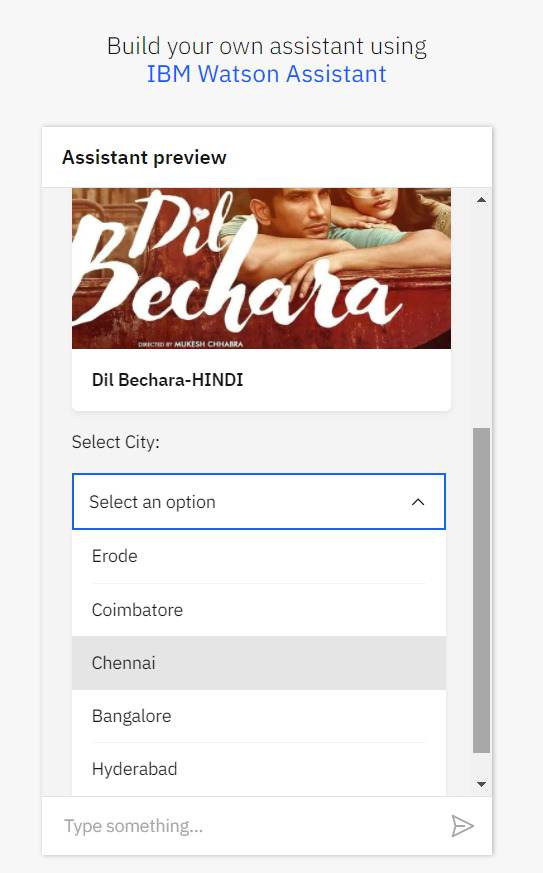 Build your own assistant using
IBM Watson Assistant
Assistant preview
Dil
Bechara
DIRECTED BY MUKESH CHHABRA
Dil Bechara-HINDI
Select City:
Select an option
Erode
Coimbatore
Chennai
Bangalore
Hyderabad
Type something...